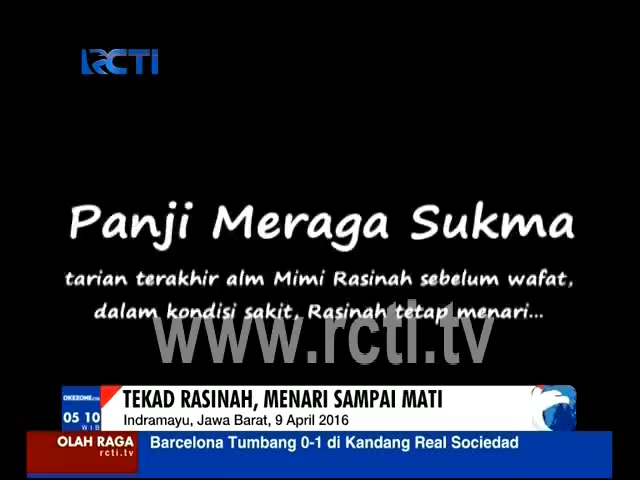 RCTI
Panji Meraga Sukma
tarian terakhir alm Mimi Rasinah sebelum wafat,
dalam kondisi sakit, Rasinah tetap menari...
www.rcti.tv
OKEZONE.COM
TEKAD RASINAH, MENARI SAMPAI MATI
05 10
WIB
Indramayu, Jawa Barat, 9 April 2016
OLAH RAGA
rcti.tv
Barcelona Tumbang 0-1 di Kandang Real Sociedad